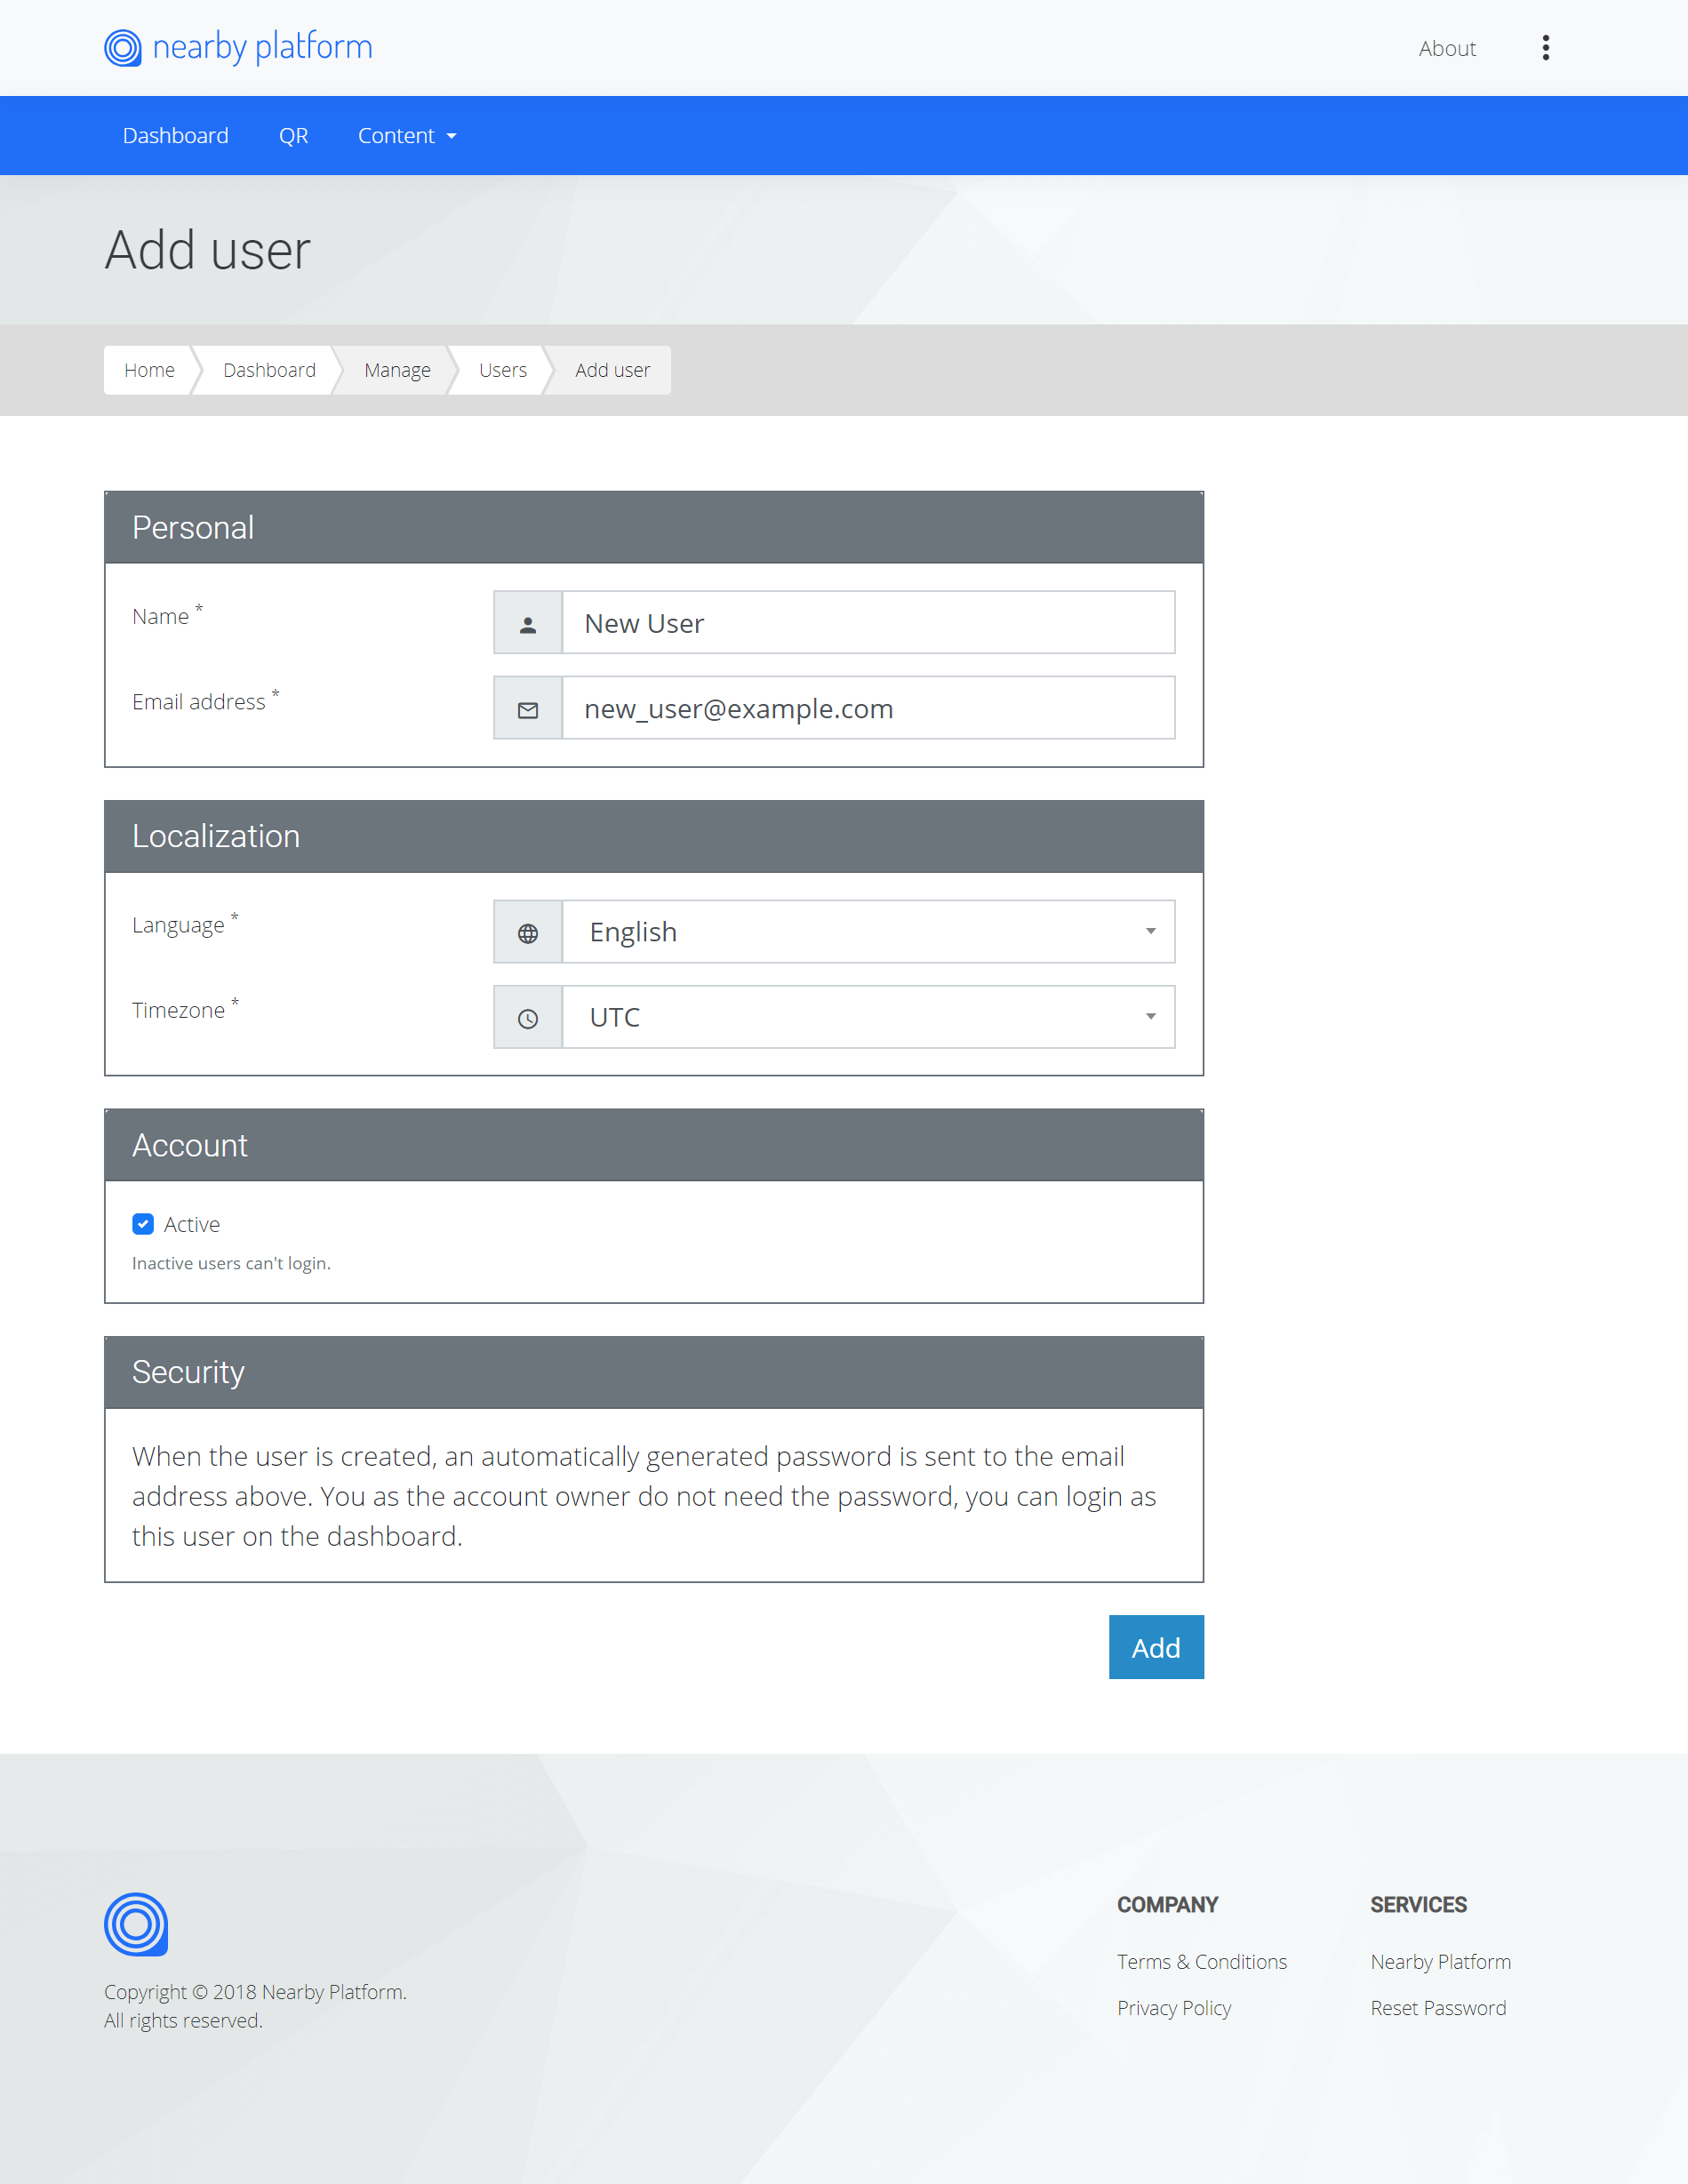 nearby platform
About
Dashboard
QR
Content
Add user
Home
Dashboard
Manage
Users
Add user
Personal
Name *
New User
Email address *
new_user@example.com
Localization
Language *
English
Timezone *
UTC
Account
Active
Inactive users can't login.
Security
When the user is created, an automatically generated password is sent to the email
address above. You as the account owner do not need the password, you can login as
this user on the dashboard.
Add
Copyright © 2018 Nearby Platform.
All rights reserved.
COMPANY
Terms & Conditions
Privacy Policy
SERVICES
Nearby Platform
Reset Password